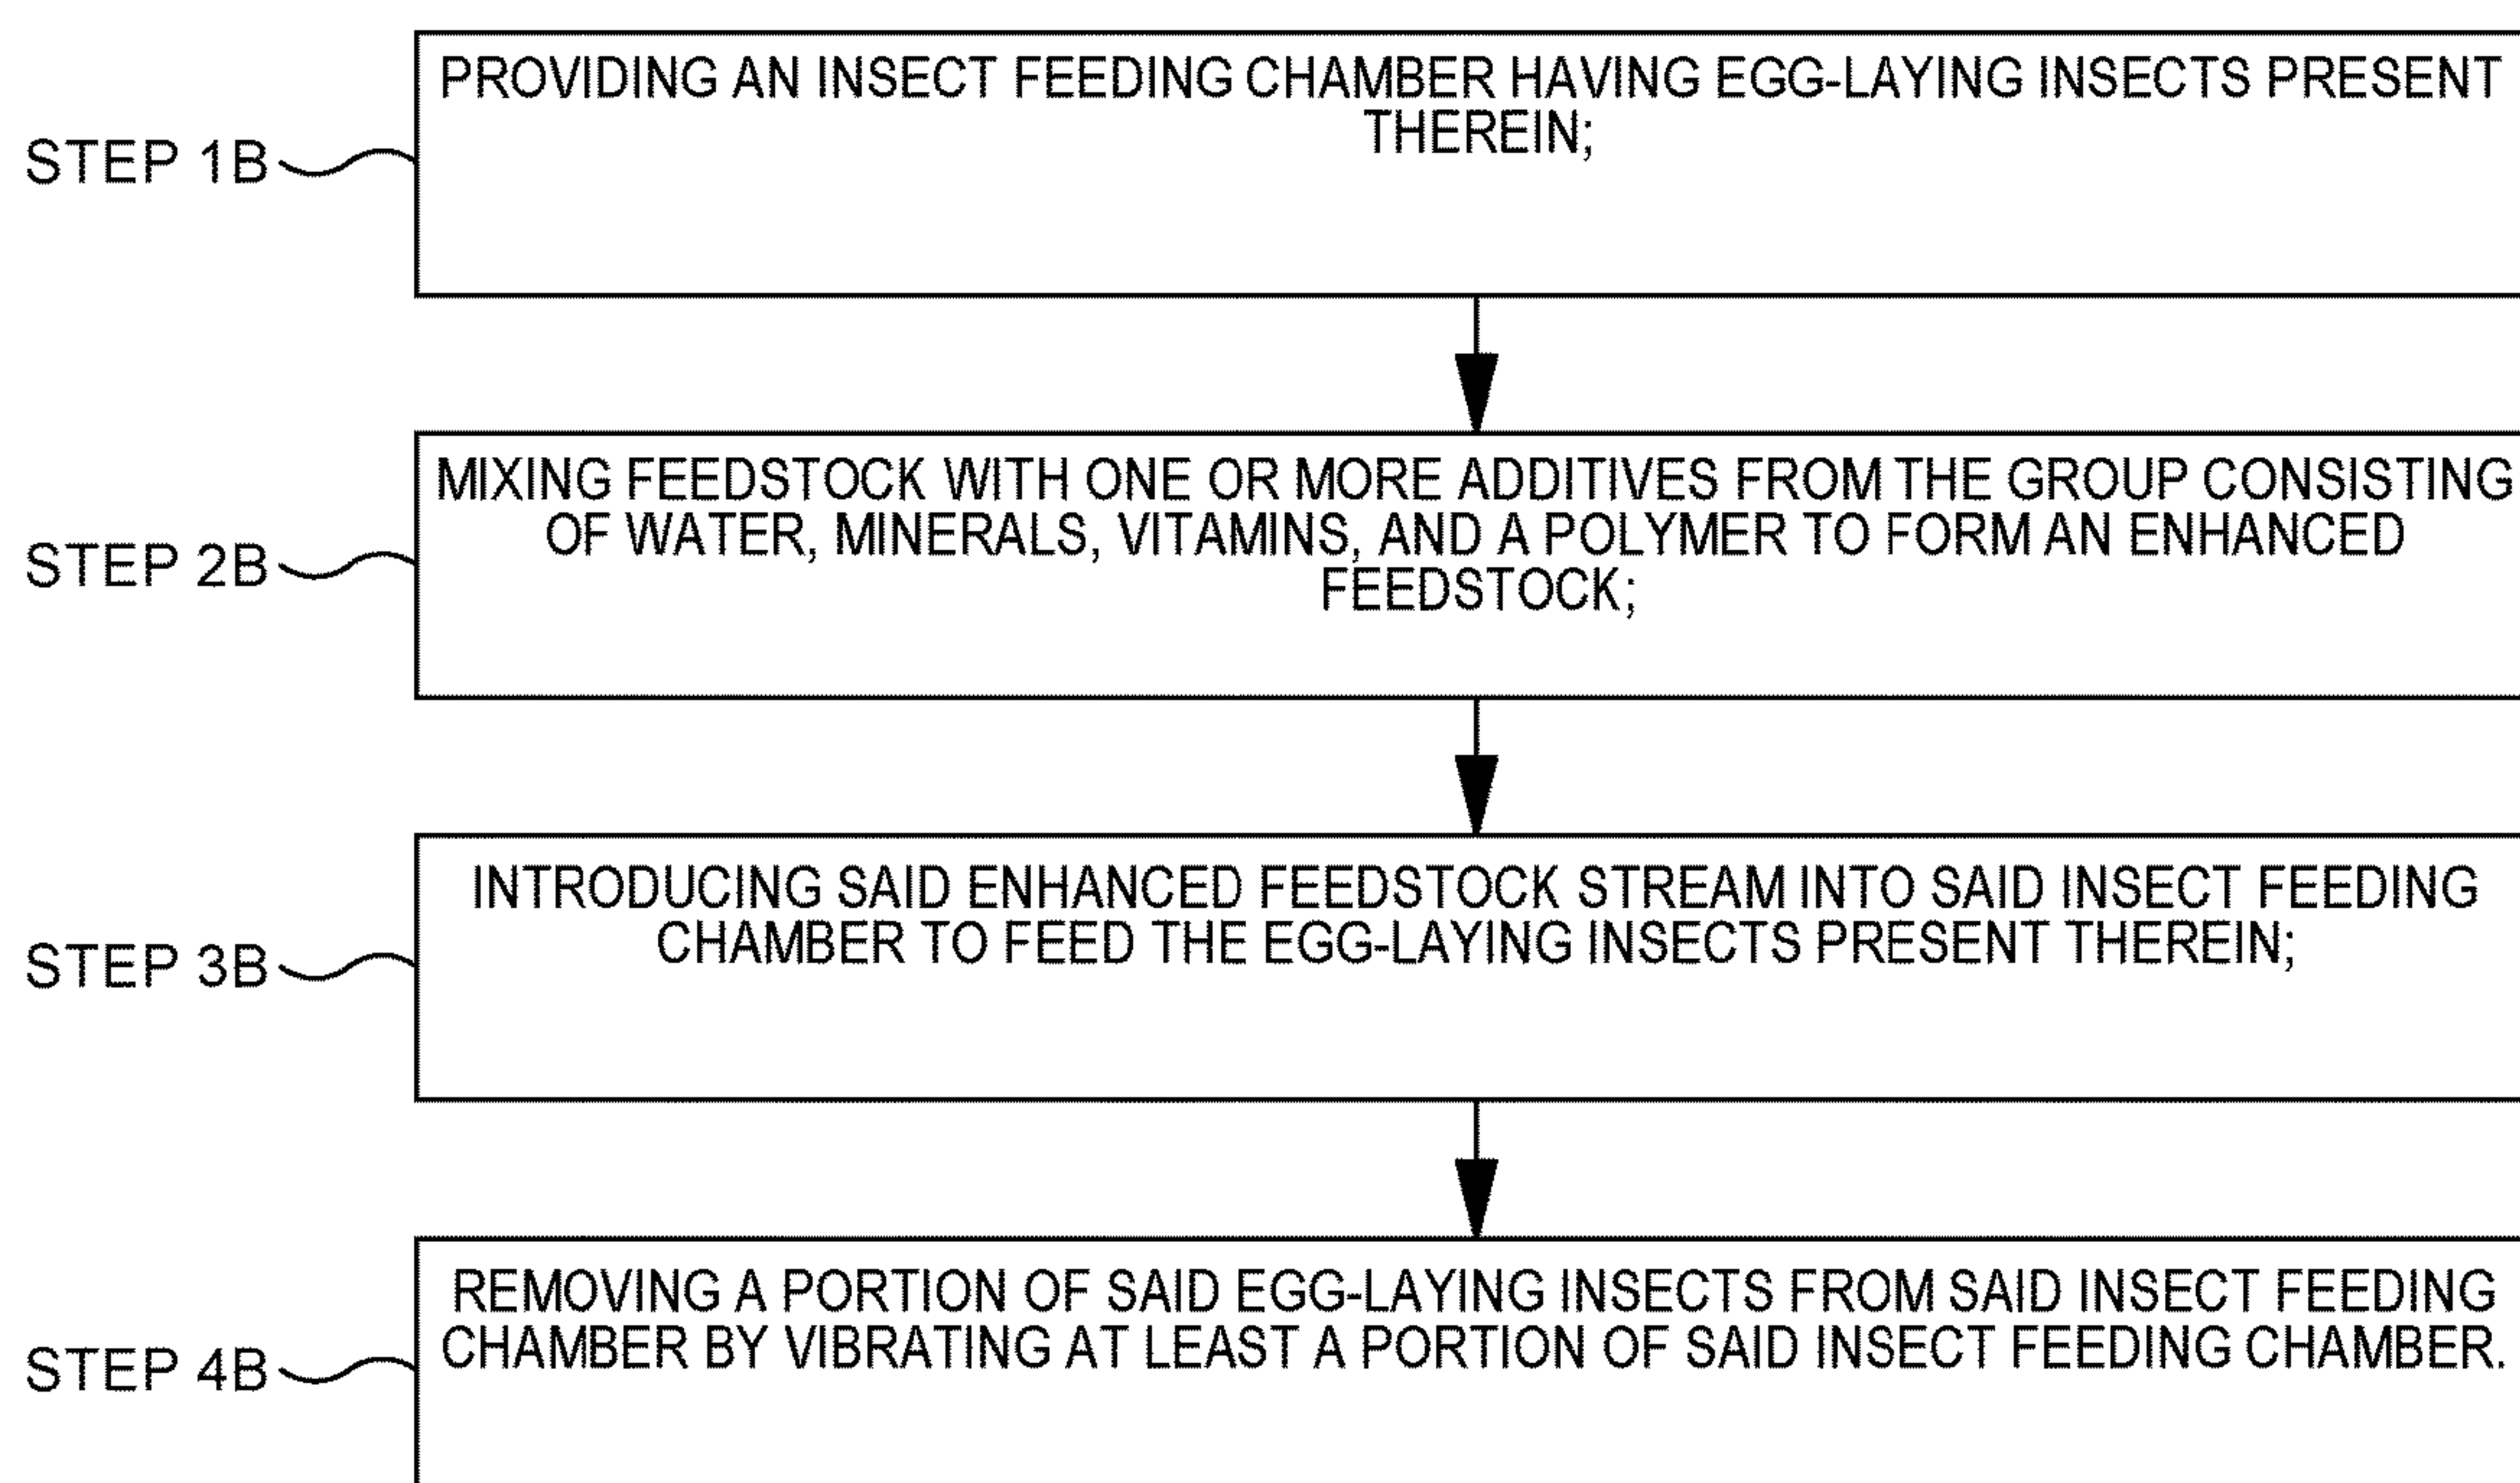 PROVIDING AN INSECT FEEDING CHAMBER HAVING EGG-LAYING INSECTS PRESENT
THEREIN;
STEP 1B
MIXING FEEDSTOCK WITH ONE OR MORE ADDITIVES FROM THE GROUP CONSISTING
OF WATER, MINERALS, VITAMINS, AND A POLYMER TO FORM AN ENHANCED
FEEDSTOCK;
STEP 2B
INTRODUCING SAID ENHANCED FEEDSTOCK STREAM INTO SAID INSECT FEEDING
CHAMBER TO FEED THE EGG-LAYING INSECTS PRESENT THEREIN;
STEP 3B
REMOVING A PORTION OF SAID EGG-LAYING INSECTS FROM SAID INSECT FEEDING
CHAMBER BY VIBRATING AT LEAST A PORTION OF SAID INSECT FEEDING CHAMBER.
STEP 4B